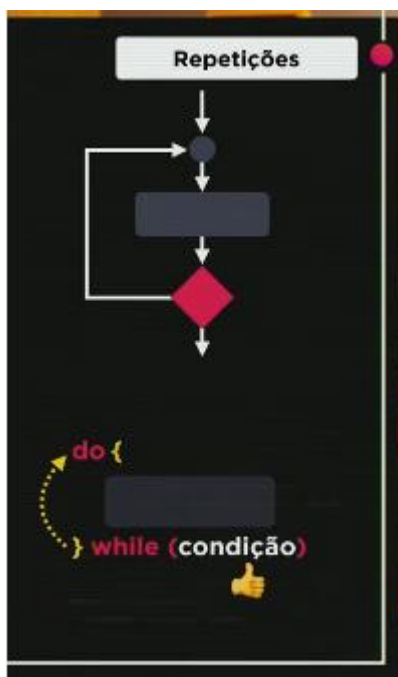 Repetições
do {
} while (condição)